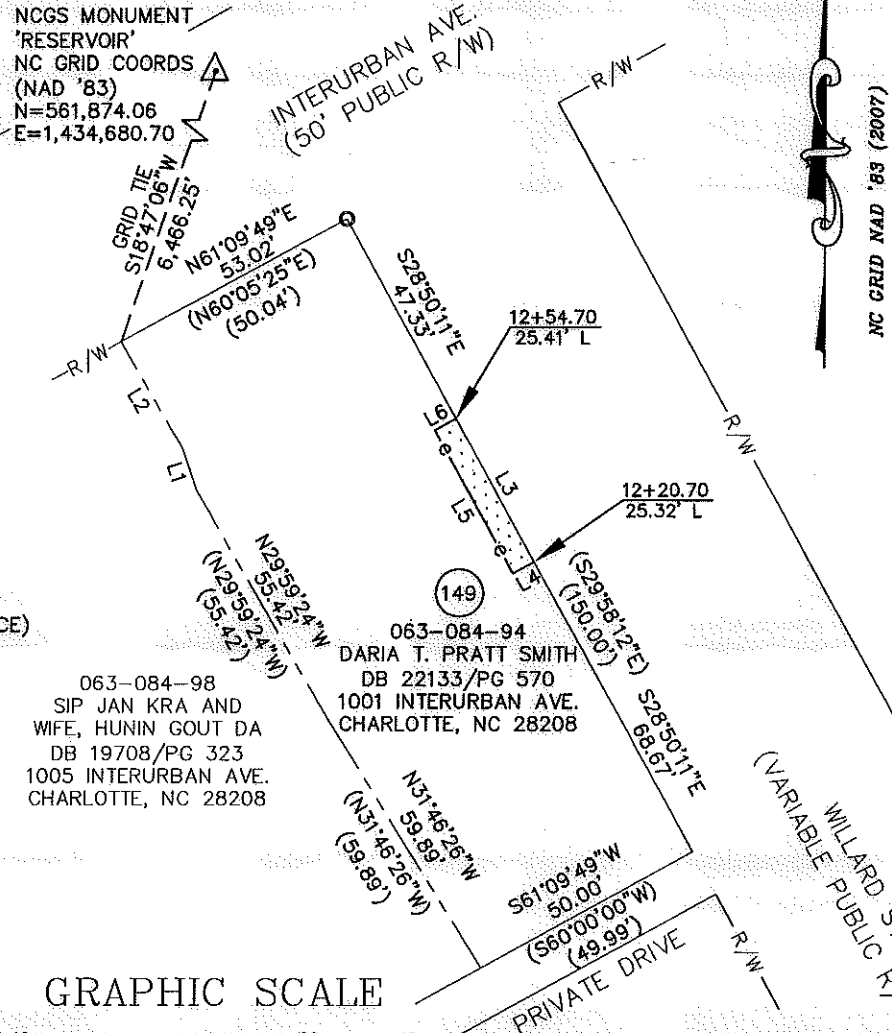 NCGS MONUMENT
'RESERVOIR'
NC GRID COORDS
(NAD '83)
N=561,874.06
E=1,434,680.70
INTERURBAN AVE.
(50' PUBLIC R/W)
R/W
NC GRID NAD '83 (2007)
GRID TIE
S18°47'06"W
6,466.25'
N61°09'49"E
53.02'
(N60°05'25"E)
(50.04')
S28°50'11"E
47.33'
12+54.70
25.41' L
R/W
L2
L6
e
L3
R/W
L1
L5
12+20.70
25.32' L
e
L4
N29°59'24"W
55.42'
(N29°59'24"W)
(55.42')
149
063-084-94
DARIA T. PRATT SMITH
DB 22133/PG 570
1001 INTERURBAN AVE.
CHARLOTTE, NC 28208
(S29°58'12"E)
(150.00')
S28°50'11"E
68.67'
CE)
063-084-98
SIP JAN KRA AND
WIFE, HUNIN GOUT DA
DB 19708/PG 323
1005 INTERURBAN AVE.
CHARLOTTE, NC 28208
N31°46'26"W
59.89'
(N31°46'26"W)
(59.89')
WILLARD S
(VARIABLE PUBLIC R/
S61°09'49"W
50.00'
(S60°00'00"W)
(49.99')
PRIVATE DRIVE
R/W
GRAPHIC SCALE